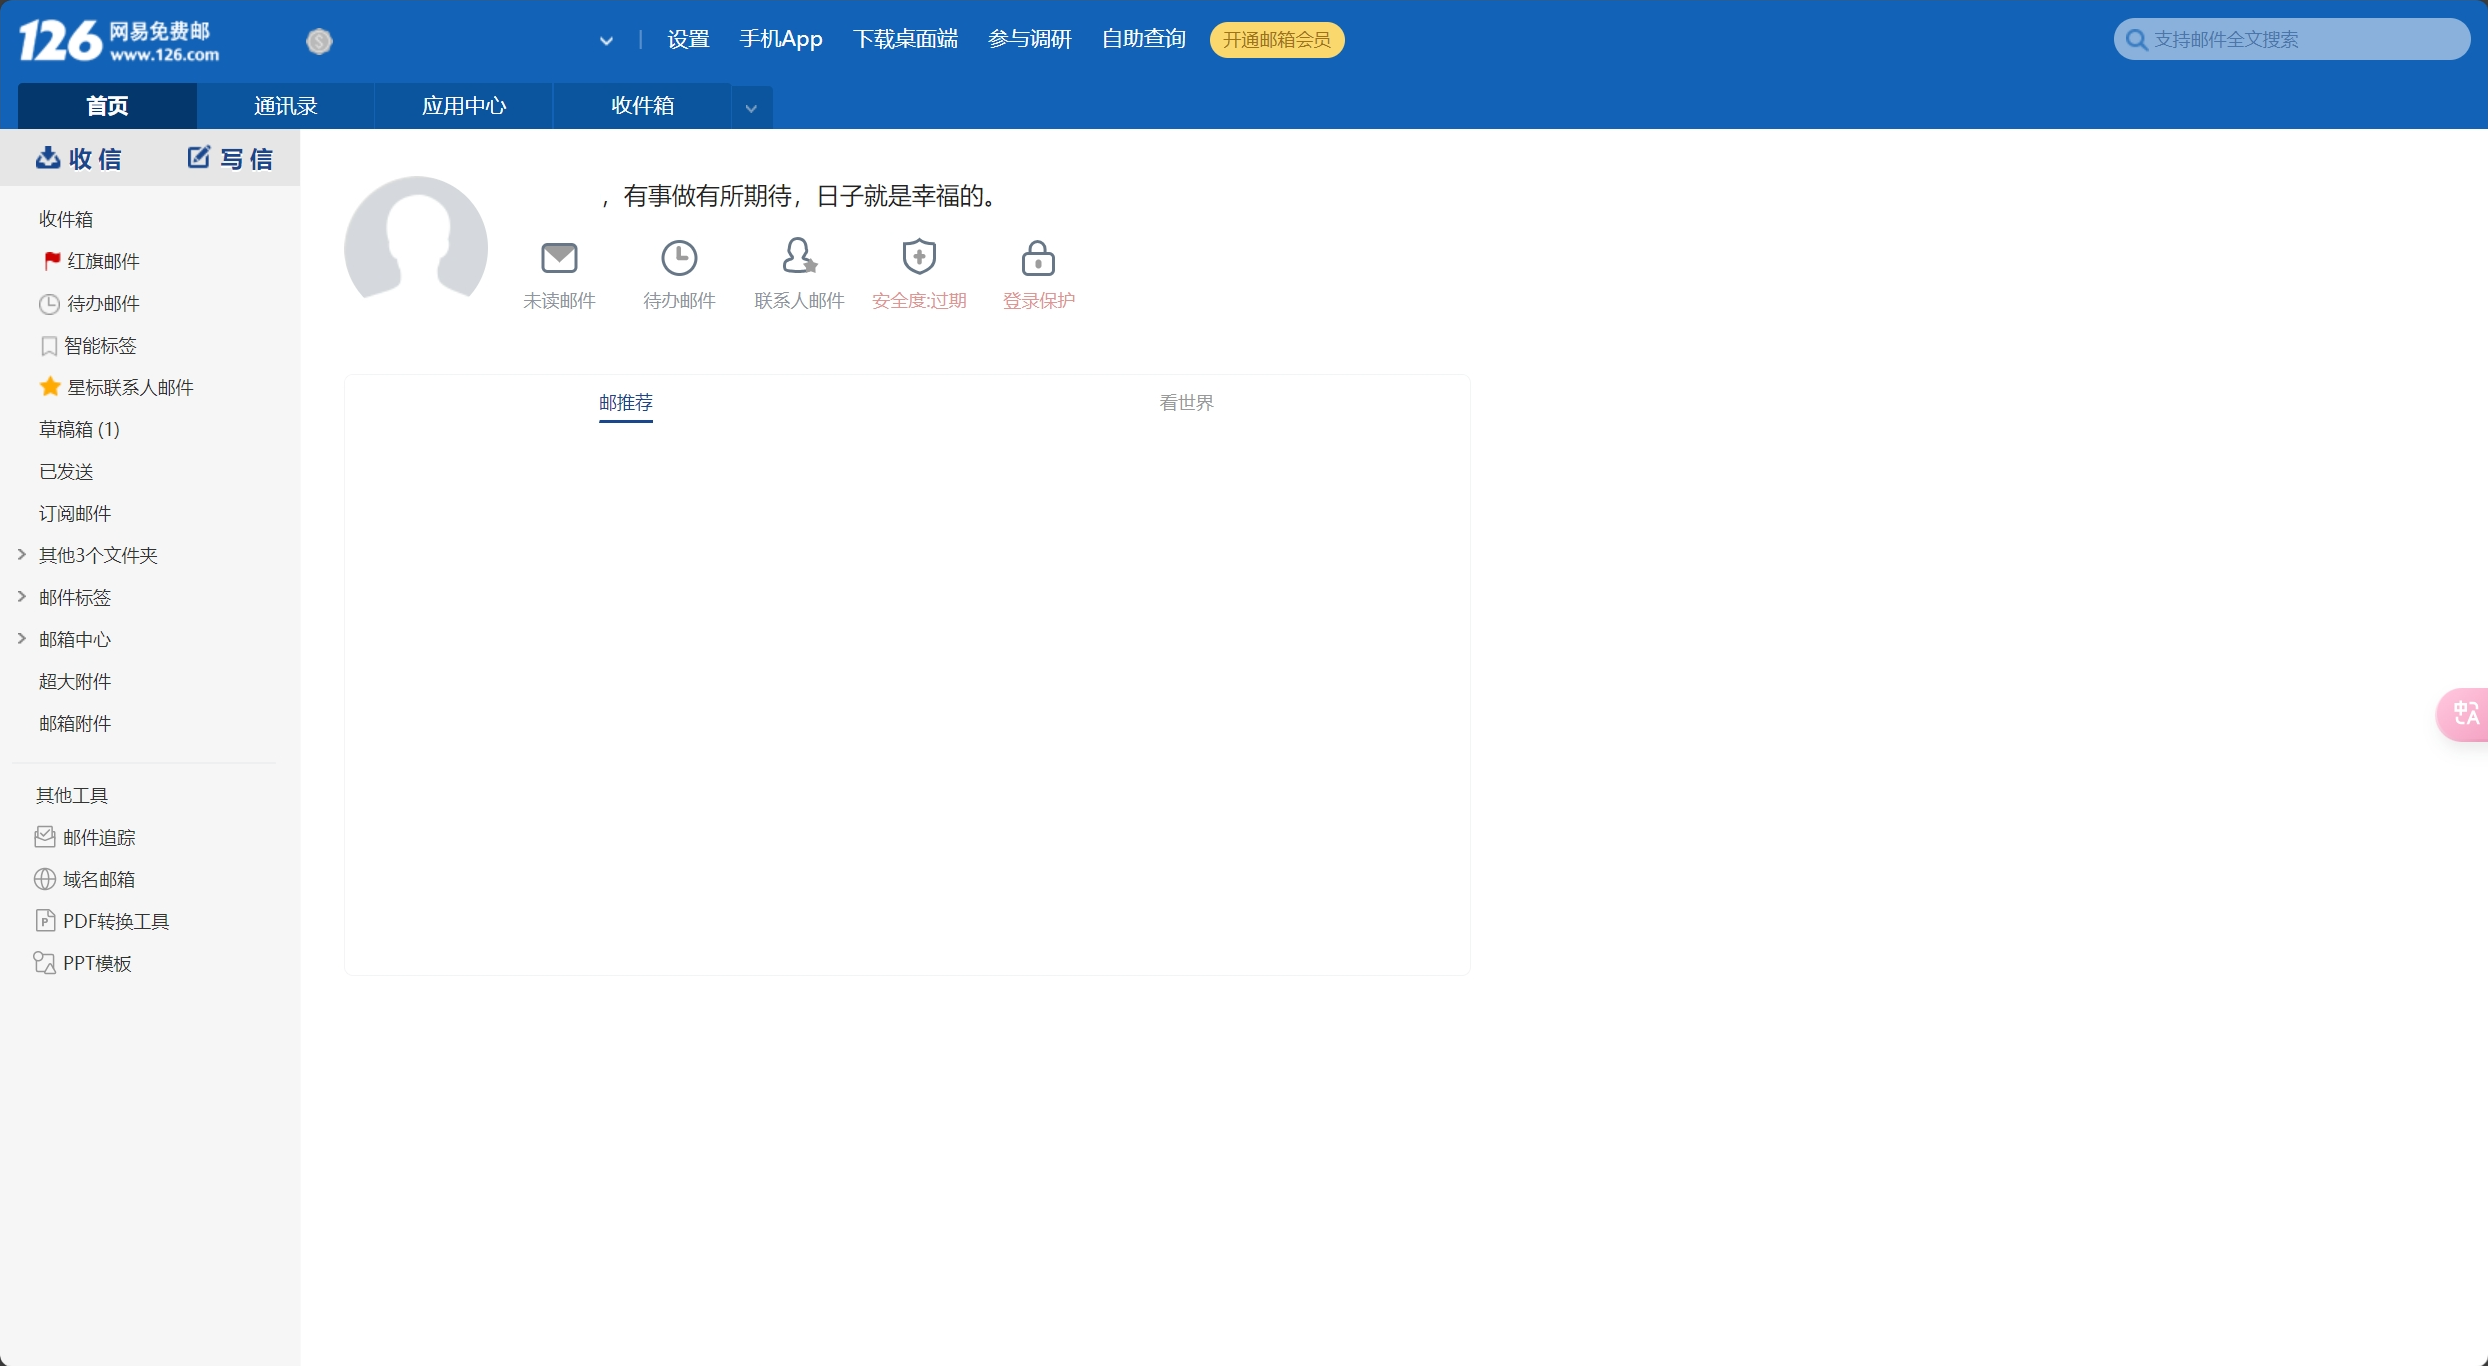 126 网易免费邮
www.126.com
设置 手机App 下载桌面端 参与调研 自助查询 开通邮箱会员
支持邮件全文搜索
首页 通讯录 应用中心 收件箱
收信 写信
收件箱
红旗邮件
待办邮件
智能标签
星标联系人邮件
草稿箱 (1)
已发送
订阅邮件
其他3个文件夹
邮件标签
邮箱中心
超大附件
邮箱附件
其他工具
邮件追踪
域名邮箱
PDF转换工具
PPT模板
，有事做有所期待，日子就是幸福的。
未读邮件 待办邮件 联系人邮件 安全度:过期 登录保护
邮推荐 看世界
中A